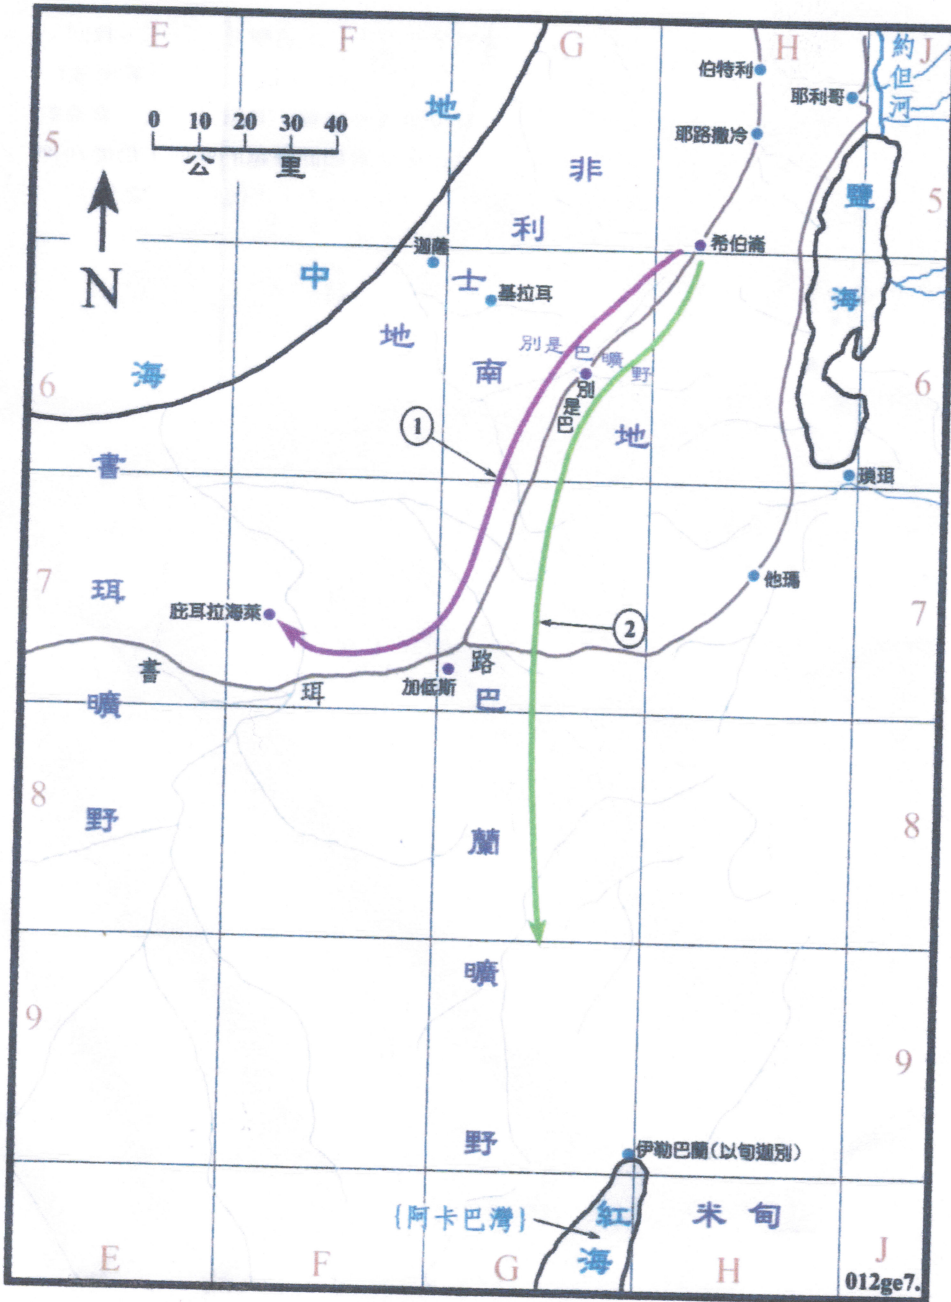 E F G H J
5 6 7 8 9
5 6 7 8 9
E F G H J
0 10 20 30 40
公里
N
地中海
非利士地
南地
約但河
鹽海
伯特利
耶利哥
耶路撒冷
希伯崙
迦薩
基拉耳
別是巴曠野
別是巴
1
瑣珥
他瑪
2
庇耳拉海萊
加低斯
書珥路
書珥曠野
巴蘭曠野
伊勒巴蘭(以旬迦別)
{阿卡巴灣}
紅海
米甸
012ge7.